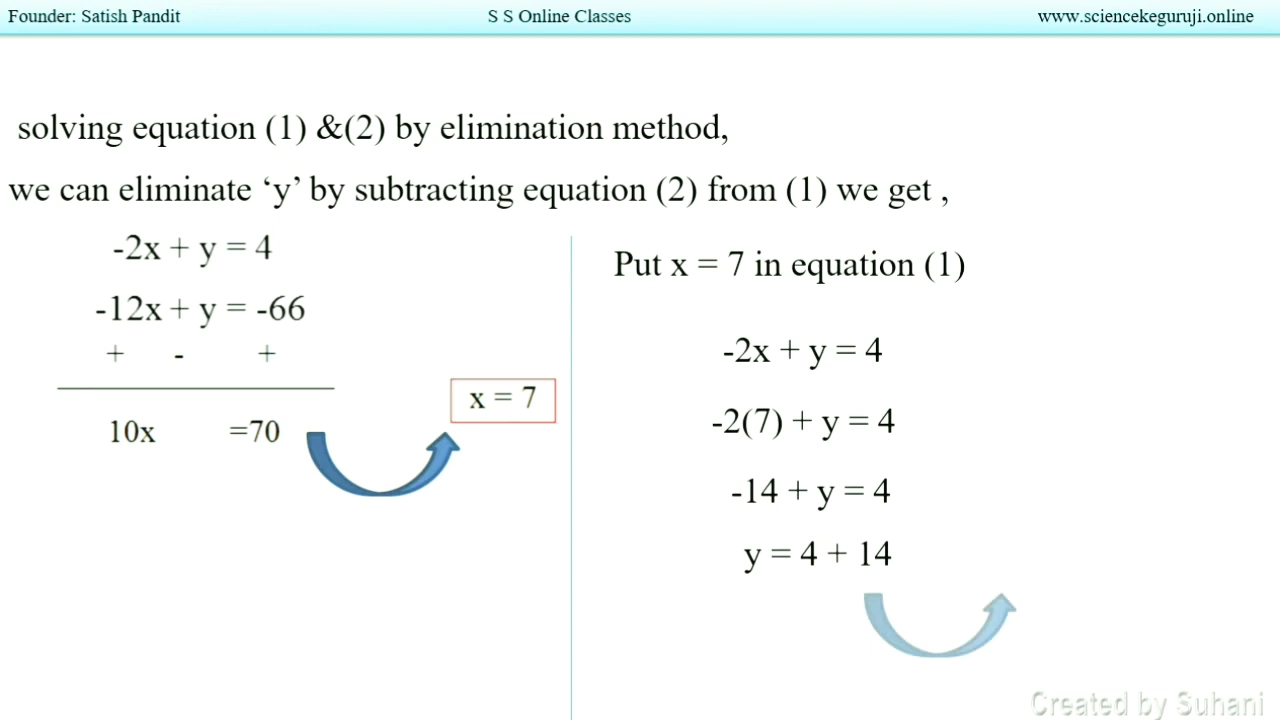 Founder: Satish Pandit
S S Online Classes
www.sciencekeguruji.online
solving equation (1) &(2) by elimination method,
we can eliminate ‘y’ by subtracting equation (2) from (1) we get ,
-2x + y = 4
-12x + y = -66
+ - +
10x =70
x = 7
Put x = 7 in equation (1)
-2x + y = 4
-2(7) + y = 4
-14 + y = 4
y = 4 + 14
Created by Suhani